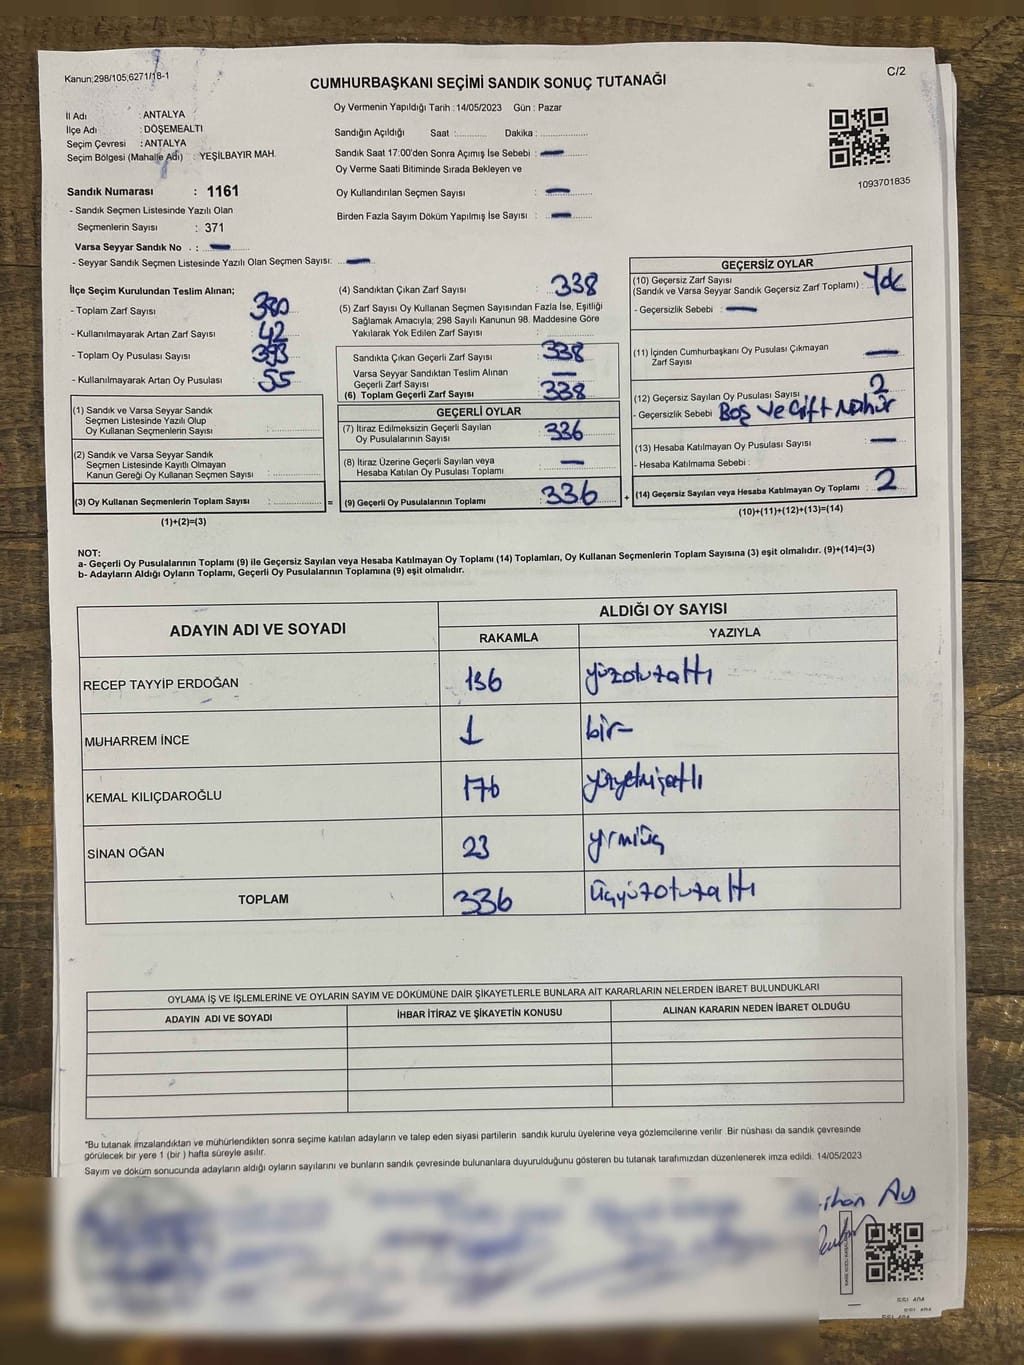 Kanun;298/105,6271/18-1
C/2
CUMHURBAŞKANI SEÇİMİ SANDIK SONUÇ TUTANAĞI
Oy Vermenin Yapıldığı Tarih : 14/05/2023 Gün : Pazar
İl Adı : ANTALYA
İlçe Adı : DÖŞEMEALTI
Seçim Çevresi : ANTALYA
Seçim Bölgesi (Mahalle Adı) : YEŞİLBAYIR MAH.
Sandık Numarası : 1161
- Sandık Seçmen Listesinde Yazılı Olan
Seçmenlerin Sayısı : 371
Varsa Seyyar Sandık No . :
- Seyyar Sandık Seçmen Listesinde Yazılı Olan Seçmen Sayısı:
Sandığın Açıldığı Saat :.......... Dakika : ...............
Sandık Saat 17:00'den Sonra Açımış İse Sebebi :
Oy Verme Saati Bitiminde Sırada Bekleyen ve
Oy Kullandırılan Seçmen Sayısı :
Birden Fazla Sayım Döküm Yapılmış İse Sayısı :
1093701835
İlçe Seçim Kurulundan Teslim Alınan;
- Toplam Zarf Sayısı : 380
- Kullanılmayarak Artan Zarf Sayısı : 42
- Toplam Oy Pusulası Sayısı : 393
- Kullanılmayarak Artan Oy Pusulası : 55
(1) Sandık ve Varsa Seyyar Sandık
Seçmen Listesinde Yazılı Olup
Oy Kullanan Seçmenlerin Sayısı :
(2) Sandık ve Varsa Seyyar Sandık
Seçmen Listesinde Kayıtlı Olmayan
Kanun Gereği Oy Kullanan Seçmen Sayısı :
(3) Oy Kullanan Seçmenlerin Toplam Sayısı : =
(1)+(2)=(3)
(4) Sandıktan Çıkan Zarf Sayısı : 338
(5) Zarf Sayısı Oy Kullanan Seçmen Sayısından Fazla İse, Eşitliği
Sağlamak Amacıyla; 298 Sayılı Kanunun 98. Maddesine Göre
Yakılarak Yok Edilen Zarf Sayısı :
Sandıkta Çıkan Geçerli Zarf Sayısı : 338
Varsa Seyyar Sandıktan Teslim Alınan
Geçerli Zarf Sayısı :
(6) Toplam Geçerli Zarf Sayısı : 338
GEÇERLİ OYLAR
(7) İtiraz Edilmeksizin Geçerli Sayılan
Oy Pusulalarının Sayısı : 336
(8) İtiraz Üzerine Geçerli Sayılan veya
Hesaba Katılan Oy Pusulası Toplamı :
(9) Geçerli Oy Pusulalarının Toplamı : 336 +
GEÇERSİZ OYLAR
(10) Geçersiz Zarf Sayısı
(Sandık ve Varsa Seyyar Sandık Geçersiz Zarf Toplamı) : Yok
- Geçersizlik Sebebi :
(11) İçinden Cumhurbaşkanı Oy Pusulası Çıkmayan
Zarf Sayısı :
(12) Geçersiz Sayılan Oy Pusulası Sayısı : 2
- Geçersizlik Sebebi : Boş ve Çift Mühür
(13) Hesaba Katılmayan Oy Pusulası Sayısı :
- Hesaba Katılmama Sebebi :
(14) Geçersiz Sayılan veya Hesaba Katılmayan Oy Toplamı : 2
(10)+(11)+(12)+(13)=(14)
NOT:
a- Geçerli Oy Pusulalarının Toplamı (9) ile Geçersiz Sayılan veya Hesaba Katılmayan Oy Toplamı (14) Toplamları, Oy Kullanan Seçmenlerin Toplam Sayısına (3) eşit olmalıdır. (9)+(14)=(3)
b- Adayların Aldığı Oyların Toplamı, Geçerli Oy Pusulalarının Toplamına (9) eşit olmalıdır.
ADAYIN ADI VE SOYADI ALDIĞI OY SAYISI
RAKAMLA YAZIYLA
RECEP TAYYİP ERDOĞAN 136 yüzotuzaltı
MUHARREM İNCE 1 bir
KEMAL KILIÇDAROĞLU 176 yüzyetmişaltı
SİNAN OĞAN 23 yirmiüç
TOPLAM 336 üçyüzotuzaltı
OYLAMA İŞ VE İŞLEMLERİNE VE OYLARIN SAYIM VE DÖKÜMÜNE DAİR ŞİKAYETLERLE BUNLARA AİT KARARLARIN NELERDEN İBARET BULUNDUKLARI
ADAYIN ADI VE SOYADI İHBAR İTİRAZ VE ŞİKAYETİN KONUSU ALINAN KARARIN NEDEN İBARET OLDUĞU
*Bu tutanak imzalandıktan ve mühürlendikten sonra seçime katılan adayların ve talep eden siyasi partilerin sandık kurulu üyelerine veya gözlemcilerine verilir. Bir nüshası da sandık çevresinde
görülecek bir yere 1 (bir ) hafta süreyle asılır.
Sayım ve döküm sonucunda adayların aldığı oyların sayılarını ve bunların sandık çevresinde bulunanlara duyurulduğunu gösteren bu tutanak tarafımızdan düzenlenerek imza edildi. 14/05/2023